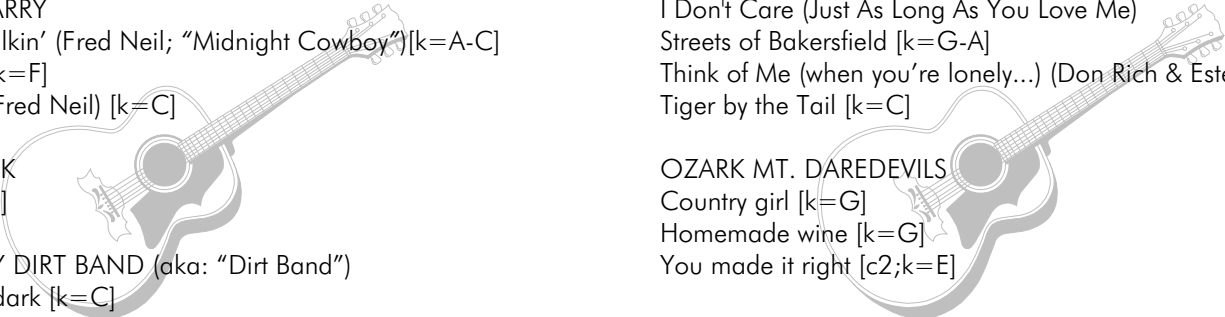 ARRY
lkin’ (Fred Neil; “Midnight Cowboy”)[k=A-C]
k=F]
Fred Neil) [k=C]
K
]
Y DIRT BAND (aka: “Dirt Band”)
dark [k=C]
I Don't Care (Just As Long As You Love Me)
Streets of Bakersfield [k=G-A]
Think of Me (when you’re lonely...) (Don Rich & Este
Tiger by the Tail [k=C]
OZARK MT. DAREDEVILS
Country girl [k=G]
Homemade wine [k=G]
You made it right [c2;k=E]